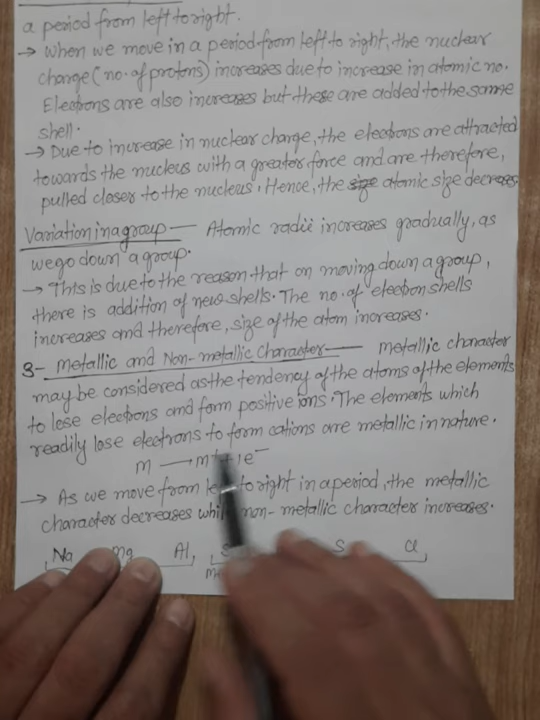 a period from left to right.
→ When we move in a period from left to right, the nuclear
charge (no. of protons) increases due to increase in atomic no.
Electrons are also increases but these are added to the same
shell.
→ Due to increase in nuclear charge, the electrons are attracted
towards the nucleus with a greater force and are therefore,
pulled closer to the nucleus. Hence, the size atomic size decreases
Variation in a group — Atomic radii increases gradually, as
we go down a group.
→ This is due to the reason that on moving down a group,
there is addition of new shells. The no. of electron shells
increases and therefore, size of the atom increases.
3- Metallic and Non-metallic Character — Metallic character
may be considered as the tendency of the atoms of the elements
to lose electrons and form positive ions. The elements which
readily lose electrons to form cations are metallic in nature.
M → M+ + 1e⁻
→ As we move from left to right in a period, the metallic
character decreases while non-metallic character increases.
Na Mg Al, S Cl